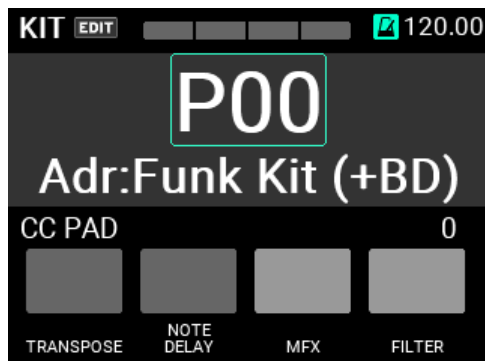 KIT EDIT 120.00
P00
Adr:Funk Kit (+BD)
CC PAD 0
TRANSPOSE NOTE DELAY MFX FILTER